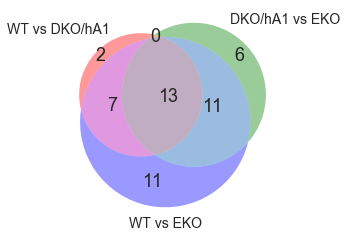 DKO/hA1 vs EKO
WT vs DKO/hA1
0
2
6
7
13
11
11
WT vs EKO